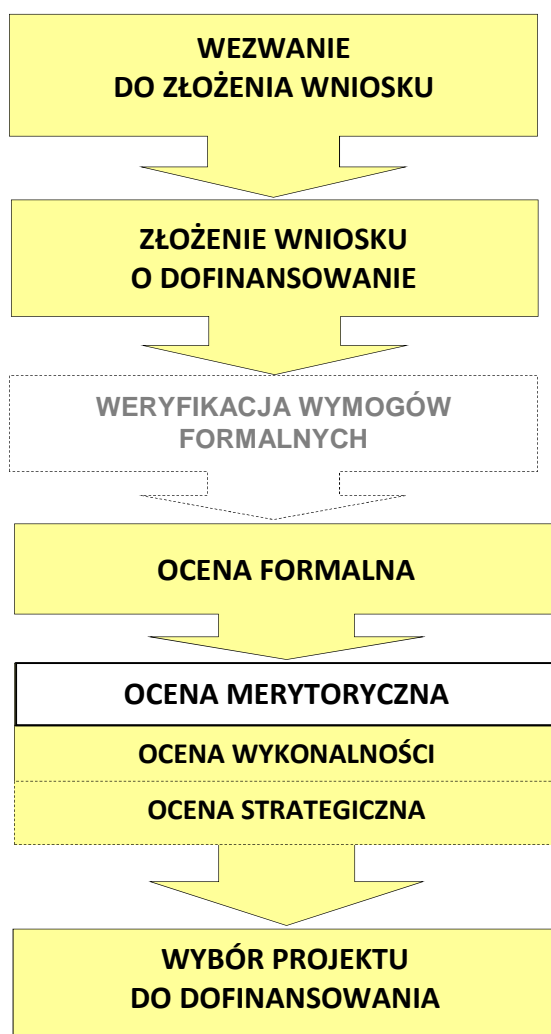 WEZWANIE
DO ZŁOŻENIA WNIOSKU
ZŁOŻENIE WNIOSKU
O DOFINANSOWANIE
WERYFIKACJA WYMOGÓW
FORMALNYCH
OCENA FORMALNA
OCENA MERYTORYCZNA
OCENA WYKONALNOŚCI
OCENA STRATEGICZNA
WYBÓR PROJEKTU
DO DOFINANSOWANIA